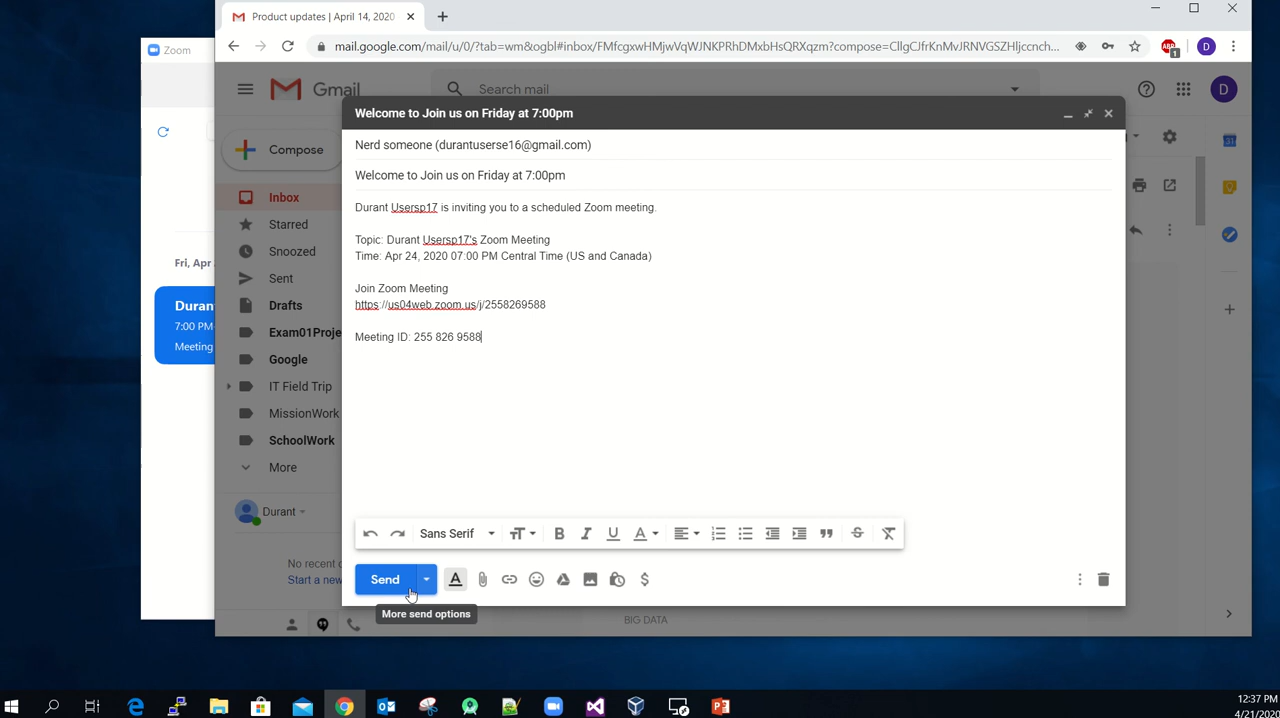 Product updates | April 14, 2020
Zoom
mail.google.com/mail/u/0/?tab=wm&ogbl#inbox/FMfcgxwHMjwVqWJNKPRhDMxbHsQRXqzm?compose=CllgCJfrKnMvJRNVGSZHljccnch...
ABP
1
D
Gmail
Search mail
D
Welcome to Join us on Friday at 7:00pm
Compose
Nerd someone (durantuserse16@gmail.com)
Welcome to Join us on Friday at 7:00pm
Inbox
Starred
Snoozed
Sent
Drafts
Exam01Proje
Google
IT Field Trip
MissionWork
SchoolWork
More
Durant
No recent c
Start a new
Fri, Apr
Duran
7:00 PM
Meeting
Durant Usersp17 is inviting you to a scheduled Zoom meeting.
Topic: Durant Usersp17's Zoom Meeting
Time: Apr 24, 2020 07:00 PM Central Time (US and Canada)
Join Zoom Meeting
https://us04web.zoom.us/j/2558269588
Meeting ID: 255 826 9588
Sans Serif
Send
More send options
BIG DATA
12:37 PM
4/21/2020